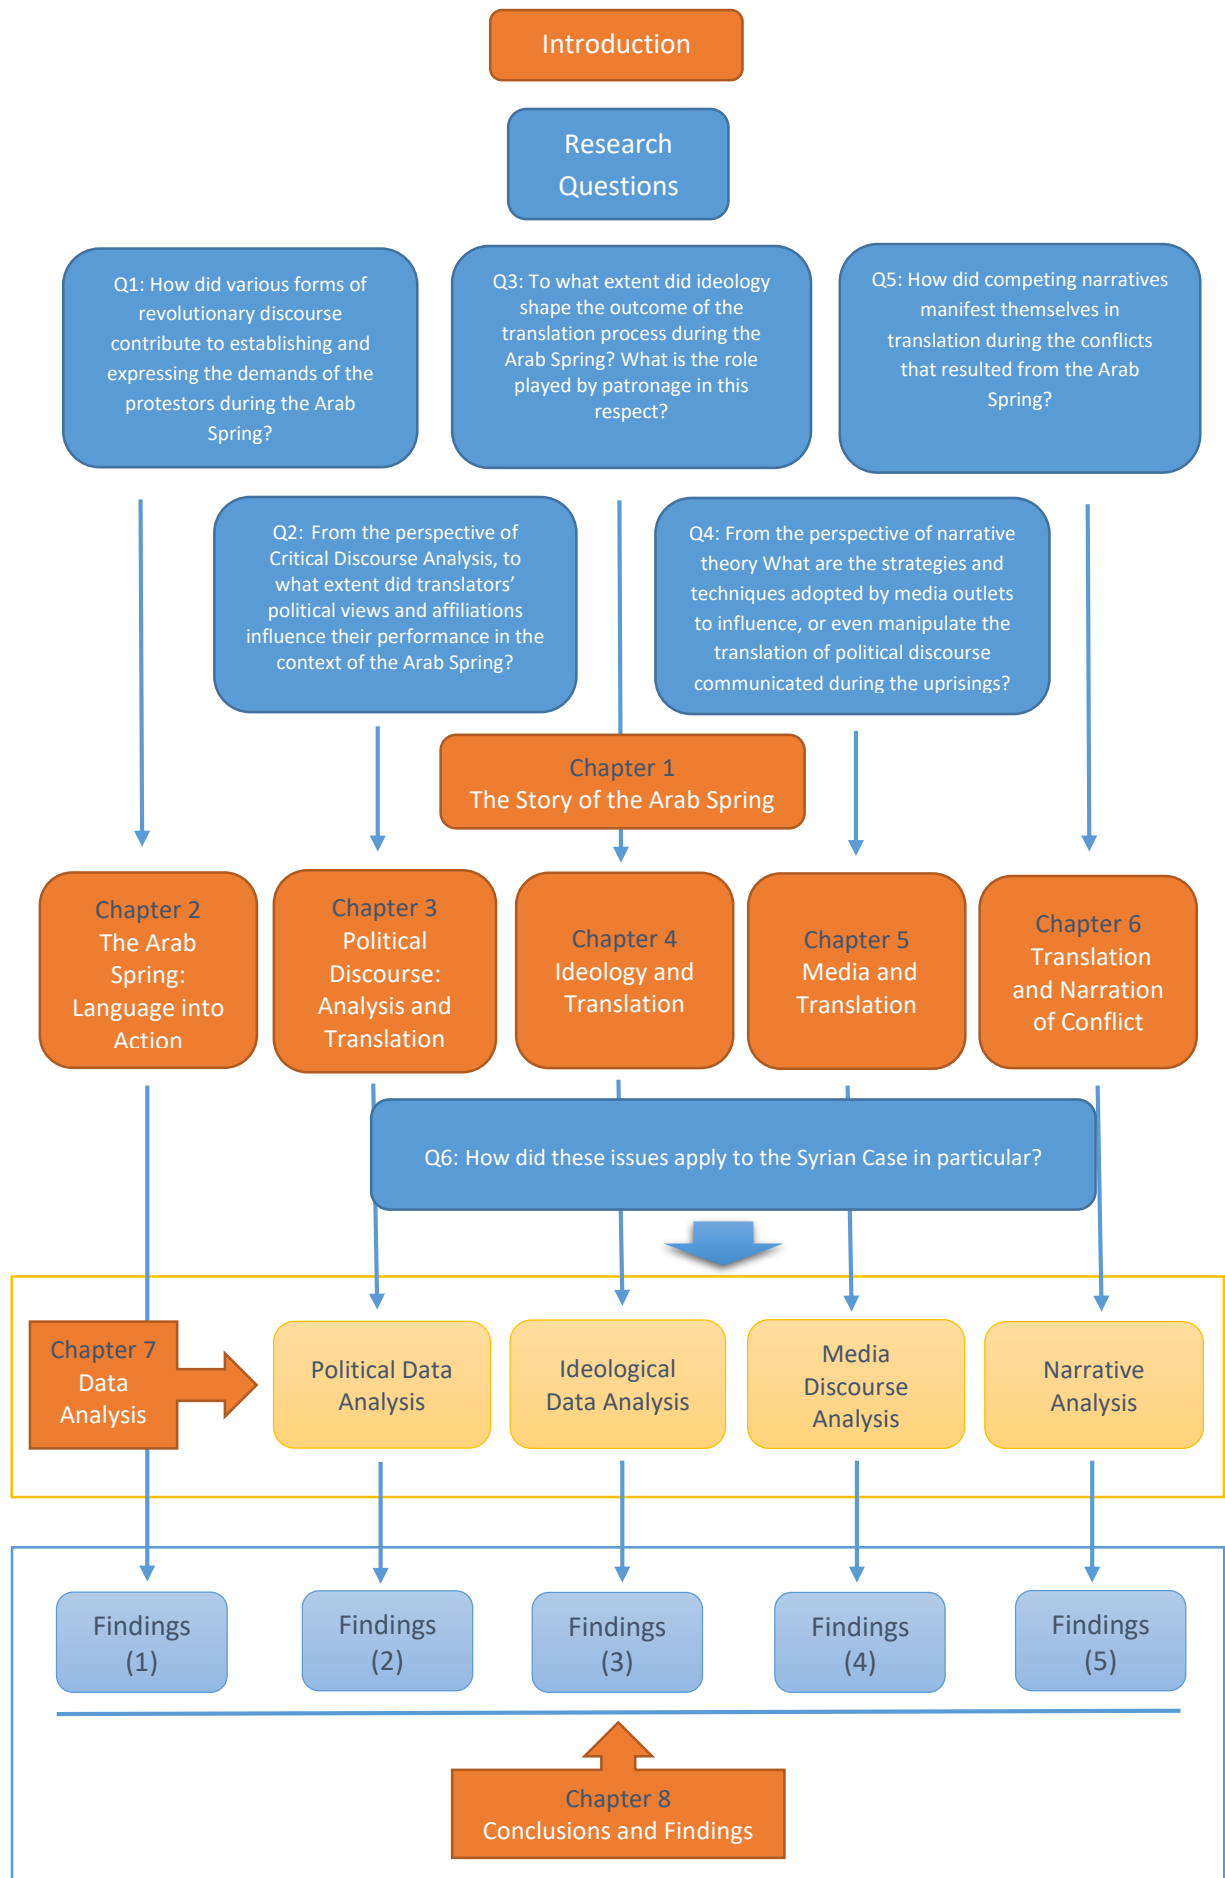 Introduction
Research
Questions
Q1: How did various forms of
revolutionary discourse
contribute to establishing and
expressing the demands of the
protestors during the Arab
Spring?
Q3: To what extent did ideology
shape the outcome of the
translation process during the
Arab Spring? What is the role
played by patronage in this
respect?
Q5: How did competing narratives
manifest themselves in
translation during the conflicts
that resulted from the Arab
Spring?
Q2: From the perspective of
Critical Discourse Analysis, to
what extent did translators’
political views and affiliations
influence their performance in the
context of the Arab Spring?
Q4: From the perspective of narrative
theory What are the strategies and
techniques adopted by media outlets
to influence, or even manipulate the
translation of political discourse
communicated during the uprisings?
Chapter 1
The Story of the Arab Spring
Chapter 2
The Arab
Spring:
Language into
Action
Chapter 3
Political
Discourse:
Analysis and
Translation
Chapter 4
Ideology and
Translation
Chapter 5
Media and
Translation
Chapter 6
Translation
and Narration
of Conflict
Q6: How did these issues apply to the Syrian Case in particular?
Chapter 7
Data
Analysis
Political Data
Analysis
Ideological
Data Analysis
Media
Discourse
Analysis
Narrative
Analysis
Findings
(1)
Findings
(2)
Findings
(3)
Findings
(4)
Findings
(5)
Chapter 8
Conclusions and Findings